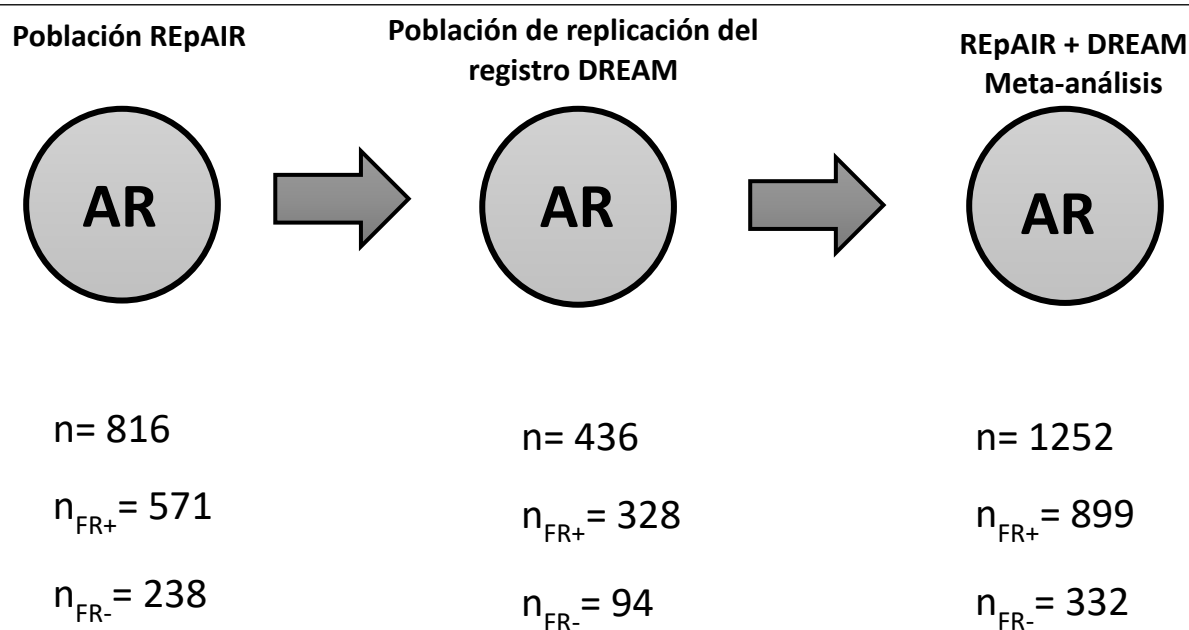 Población REpAIR
AR
n= 816
nFR+= 571
nFR-= 238
Población de replicación del
registro DREAM
AR
n= 436
nFR+= 328
nFR-= 94
REpAIR + DREAM
Meta-análisis
AR
n= 1252
nFR+= 899
nFR-= 332